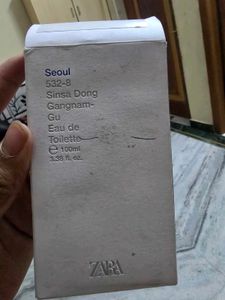 Seoul
532-8
Sinsa Dong
Gangnam-
Gu
Eau de
Toilette
℮ 100ml
3.38 fl. oz.
ZARA